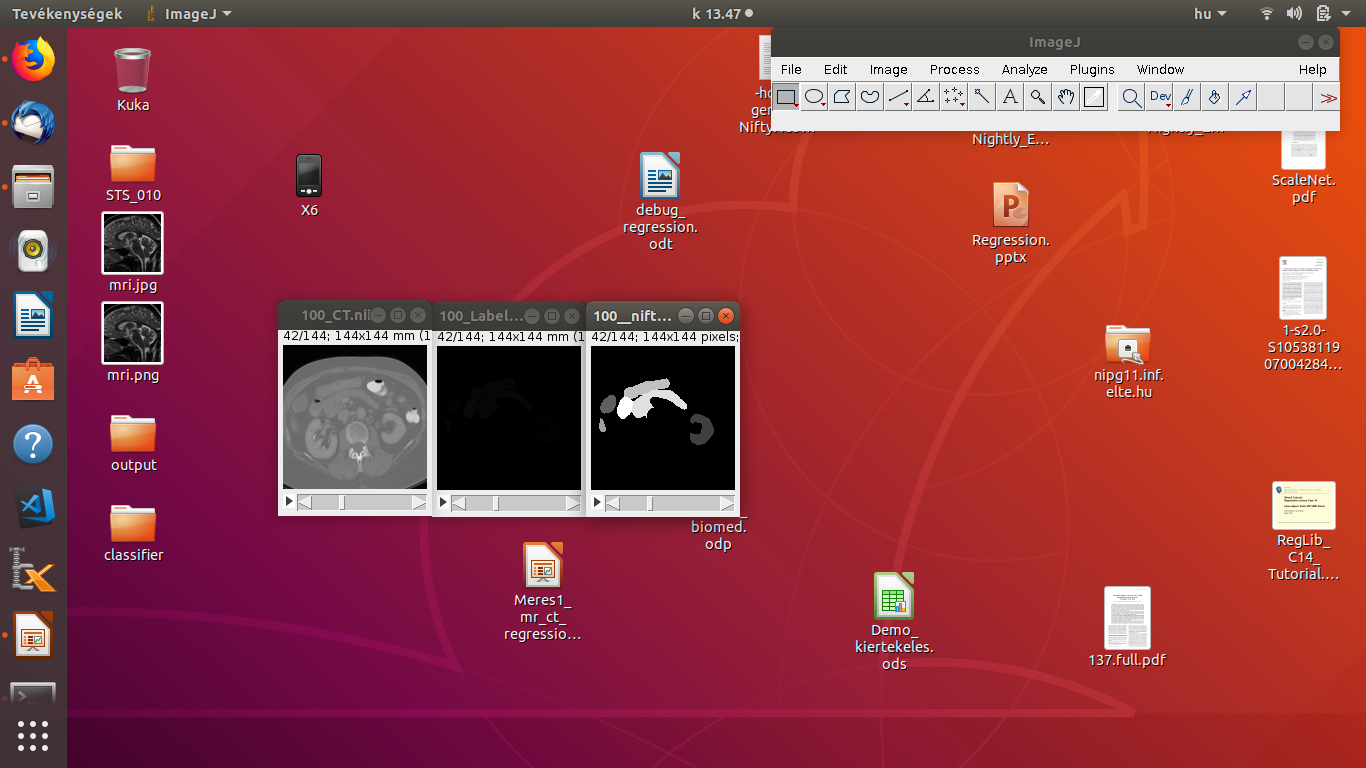 Tevékenységek
ImageJ
k 13.47
hu
ImageJ
File Edit Image Process Analyze Plugins Window Help
Dev
Kuka
STS_010
mri.jpg
mri.png
output
classifier
X6
debug_
regression.
odt
Nightly_E...
Regression.
pptx
ScaleNet.
pdf
1-s2.0-
S10538119
07004284...
nipg11.inf.
elte.hu
100_CT.nii
42/144; 144x144 mm (1
100_Label...
42/144; 144x144 mm (1
100__nift...
42/144; 144x144 pixels;
biomed.
odp
Meres1_
mr_ct_
regressio...
Demo_
kiertekeles.
ods
RegLib_
C14_
Tutorial....
137.full.pdf